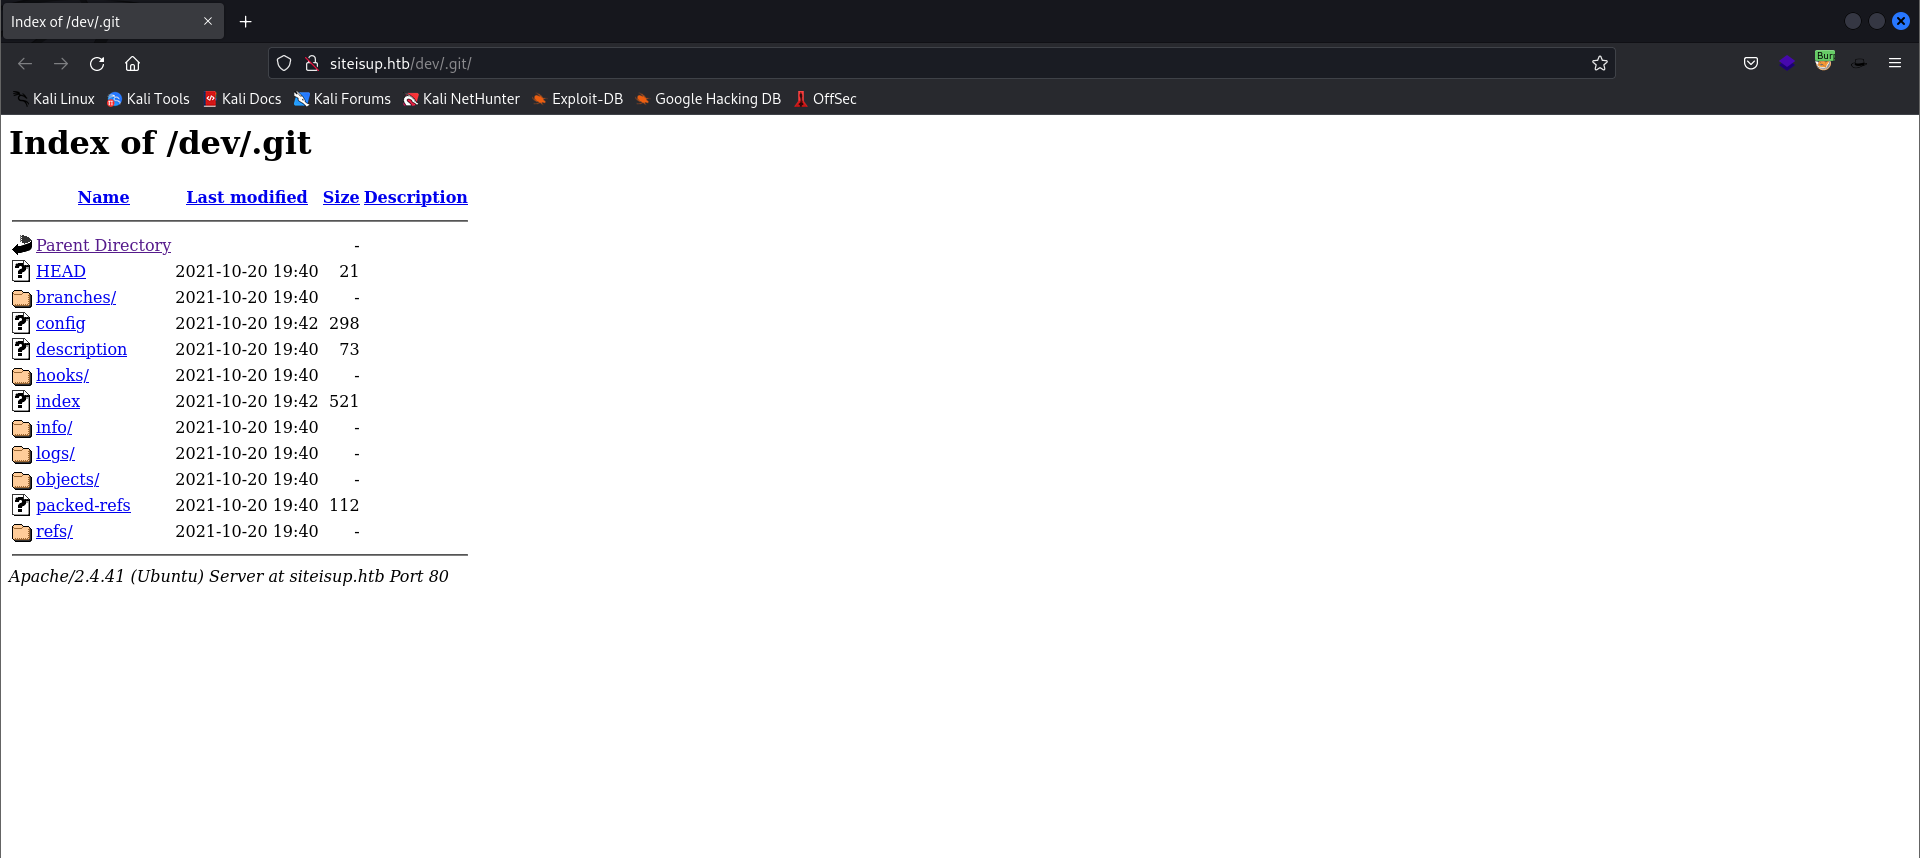 Index of /dev/.git
siteisup.htb/dev/.git/
Burl
Kali Linux Kali Tools Kali Docs Kali Forums Kali NetHunter Exploit-DB Google Hacking DB OffSec
Index of /dev/.git
Name Last modified Size Description
Parent Directory -
HEAD 2021-10-20 19:40 21
branches/ 2021-10-20 19:40 -
config 2021-10-20 19:42 298
description 2021-10-20 19:40 73
hooks/ 2021-10-20 19:40 -
index 2021-10-20 19:42 521
info/ 2021-10-20 19:40 -
logs/ 2021-10-20 19:40 -
objects/ 2021-10-20 19:40 -
packed-refs 2021-10-20 19:40 112
refs/ 2021-10-20 19:40 -
Apache/2.4.41 (Ubuntu) Server at siteisup.htb Port 80